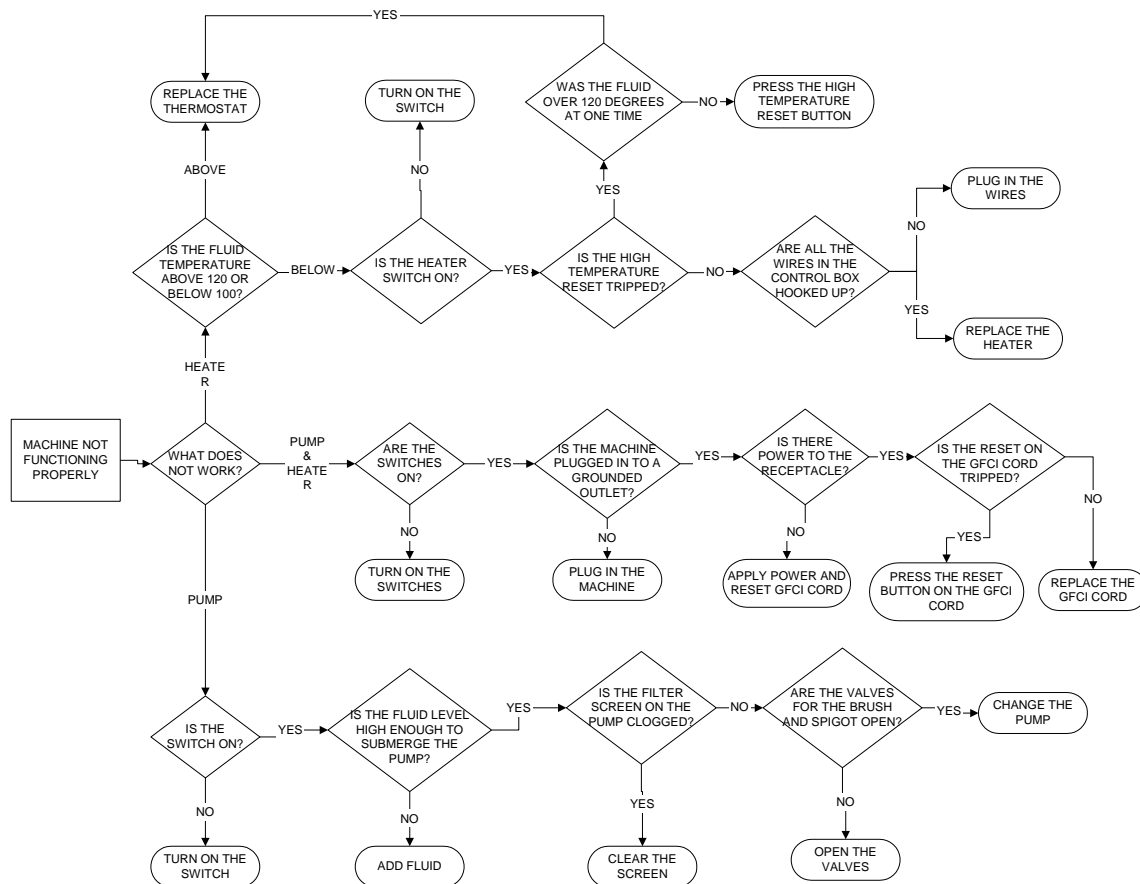 YES
REPLACE THE
THERMOSTAT
TURN ON THE
SWITCH
WAS THE FLUID
OVER 120 DEGREES
AT ONE TIME
NO
PRESS THE HIGH
TEMPERATURE
RESET BUTTON
ABOVE
NO
YES
PLUG IN THE
WIRES
NO
IS THE FLUID
TEMPERATURE
ABOVE 120 OR
BELOW 100?
BELOW
IS THE HEATER
SWITCH ON?
YES
IS THE HIGH
TEMPERATURE
RESET TRIPPED?
NO
ARE ALL THE
WIRES IN THE
CONTROL BOX
HOOKED UP?
YES
REPLACE THE
HEATER
HEATE
R
MACHINE NOT
FUNCTIONING
PROPERLY
WHAT DOES
NOT WORK?
PUMP
&
HEATE
R
ARE THE
SWITCHES
ON?
YES
IS THE MACHINE
PLUGGED IN TO A
GROUNDED
OUTLET?
YES
IS THERE
POWER TO THE
RECEPTACLE?
YES
IS THE RESET ON
THE GFCI CORD
TRIPPED?
NO
NO
NO
YES
NO
TURN ON THE
SWITCHES
PLUG IN THE
MACHINE
APPLY POWER AND
RESET GFCI CORD
PRESS THE RESET
BUTTON ON THE GFCI
CORD
REPLACE THE
GFCI CORD
PUMP
IS THE
SWITCH ON?
YES
IS THE FLUID LEVEL
HIGH ENOUGH TO
SUBMERGE THE
PUMP?
YES
IS THE FILTER
SCREEN ON THE
PUMP CLOGGED?
NO
ARE THE VALVES
FOR THE BRUSH
AND SPIGOT OPEN?
YES
CHANGE THE
PUMP
NO
NO
YES
NO
TURN ON THE
SWITCH
ADD FLUID
CLEAR THE
SCREEN
OPEN THE
VALVES